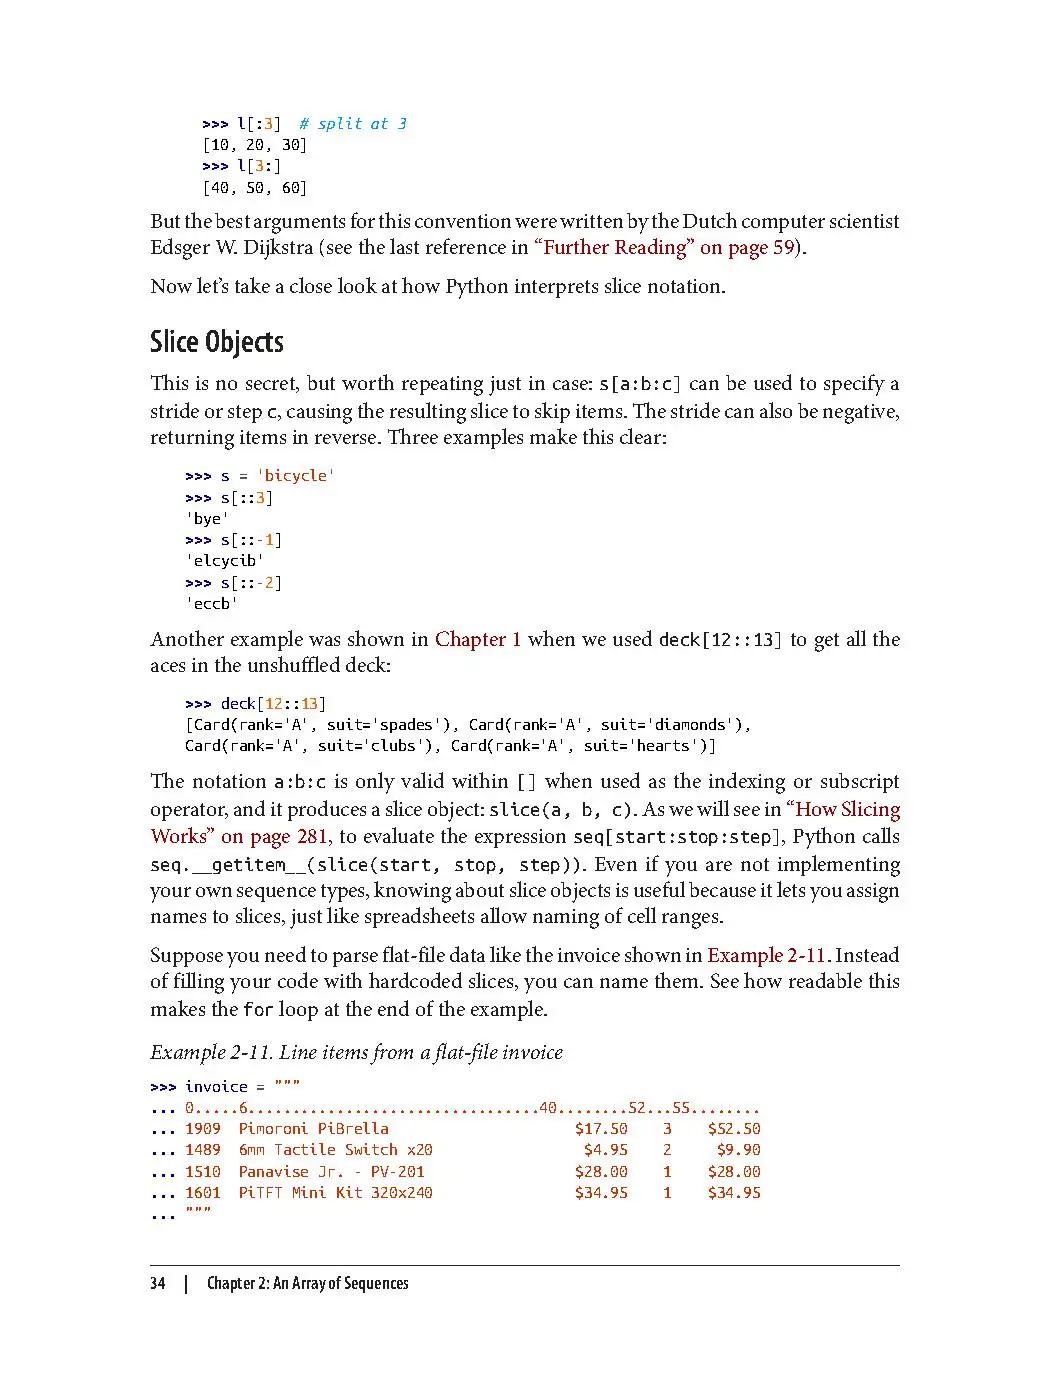 >>> l[:3]  # split at 3
[10, 20, 30]
>>> l[3:]
[40, 50, 60]
But the best arguments for this convention were written by the Dutch computer scientist
Edsger W. Dijkstra (see the last reference in “Further Reading” on page 59).
Now let’s take a close look at how Python interprets slice notation.
Slice Objects
This is no secret, but worth repeating just in case: s[a:b:c] can be used to specify a
stride or step c, causing the resulting slice to skip items. The stride can also be negative,
returning items in reverse. Three examples make this clear:
>>> s = 'bicycle'
>>> s[::3]
'bye'
>>> s[::-1]
'elcycib'
>>> s[::-2]
'eccb'
Another example was shown in Chapter 1 when we used deck[12::13] to get all the
aces in the unshuffled deck:
>>> deck[12::13]
[Card(rank='A', suit='spades'), Card(rank='A', suit='diamonds'),
Card(rank='A', suit='clubs'), Card(rank='A', suit='hearts')]
The notation a:b:c is only valid within [] when used as the indexing or subscript
operator, and it produces a slice object: slice(a, b, c). As we will see in “How Slicing
Works” on page 281, to evaluate the expression seq[start:stop:step], Python calls
seq.__getitem__(slice(start, stop, step)). Even if you are not implementing
your own sequence types, knowing about slice objects is useful because it lets you assign
names to slices, just like spreadsheets allow naming of cell ranges.
Suppose you need to parse flat-file data like the invoice shown in Example 2-11. Instead
of filling your code with hardcoded slices, you can name them. See how readable this
makes the for loop at the end of the example.
Example 2-11. Line items from a flat-file invoice
>>> invoice = """
... 0.....6.................................40........52...55........
... 1909  Pimoroni PiBrella                     $17.50    3    $52.50
... 1489  6mm Tactile Switch x20                 $4.95    2     $9.90
... 1510  Panavise Jr. - PV-201                 $28.00    1    $28.00
... 1601  PiTFT Mini Kit 320x240                $34.95    1    $34.95
... """
34 | Chapter 2: An Array of Sequences